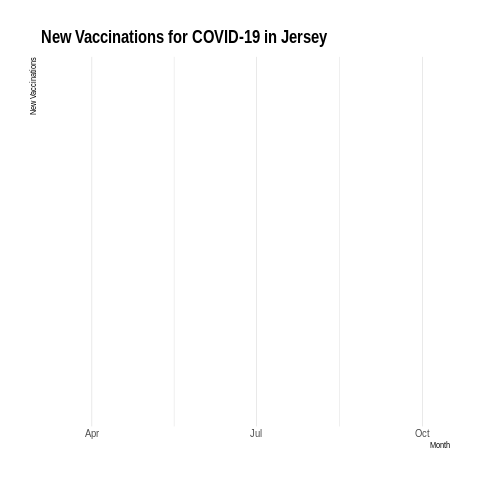 New Vaccinations for COVID-19 in Jersey
New Vaccinations
Apr Jul Oct
Month